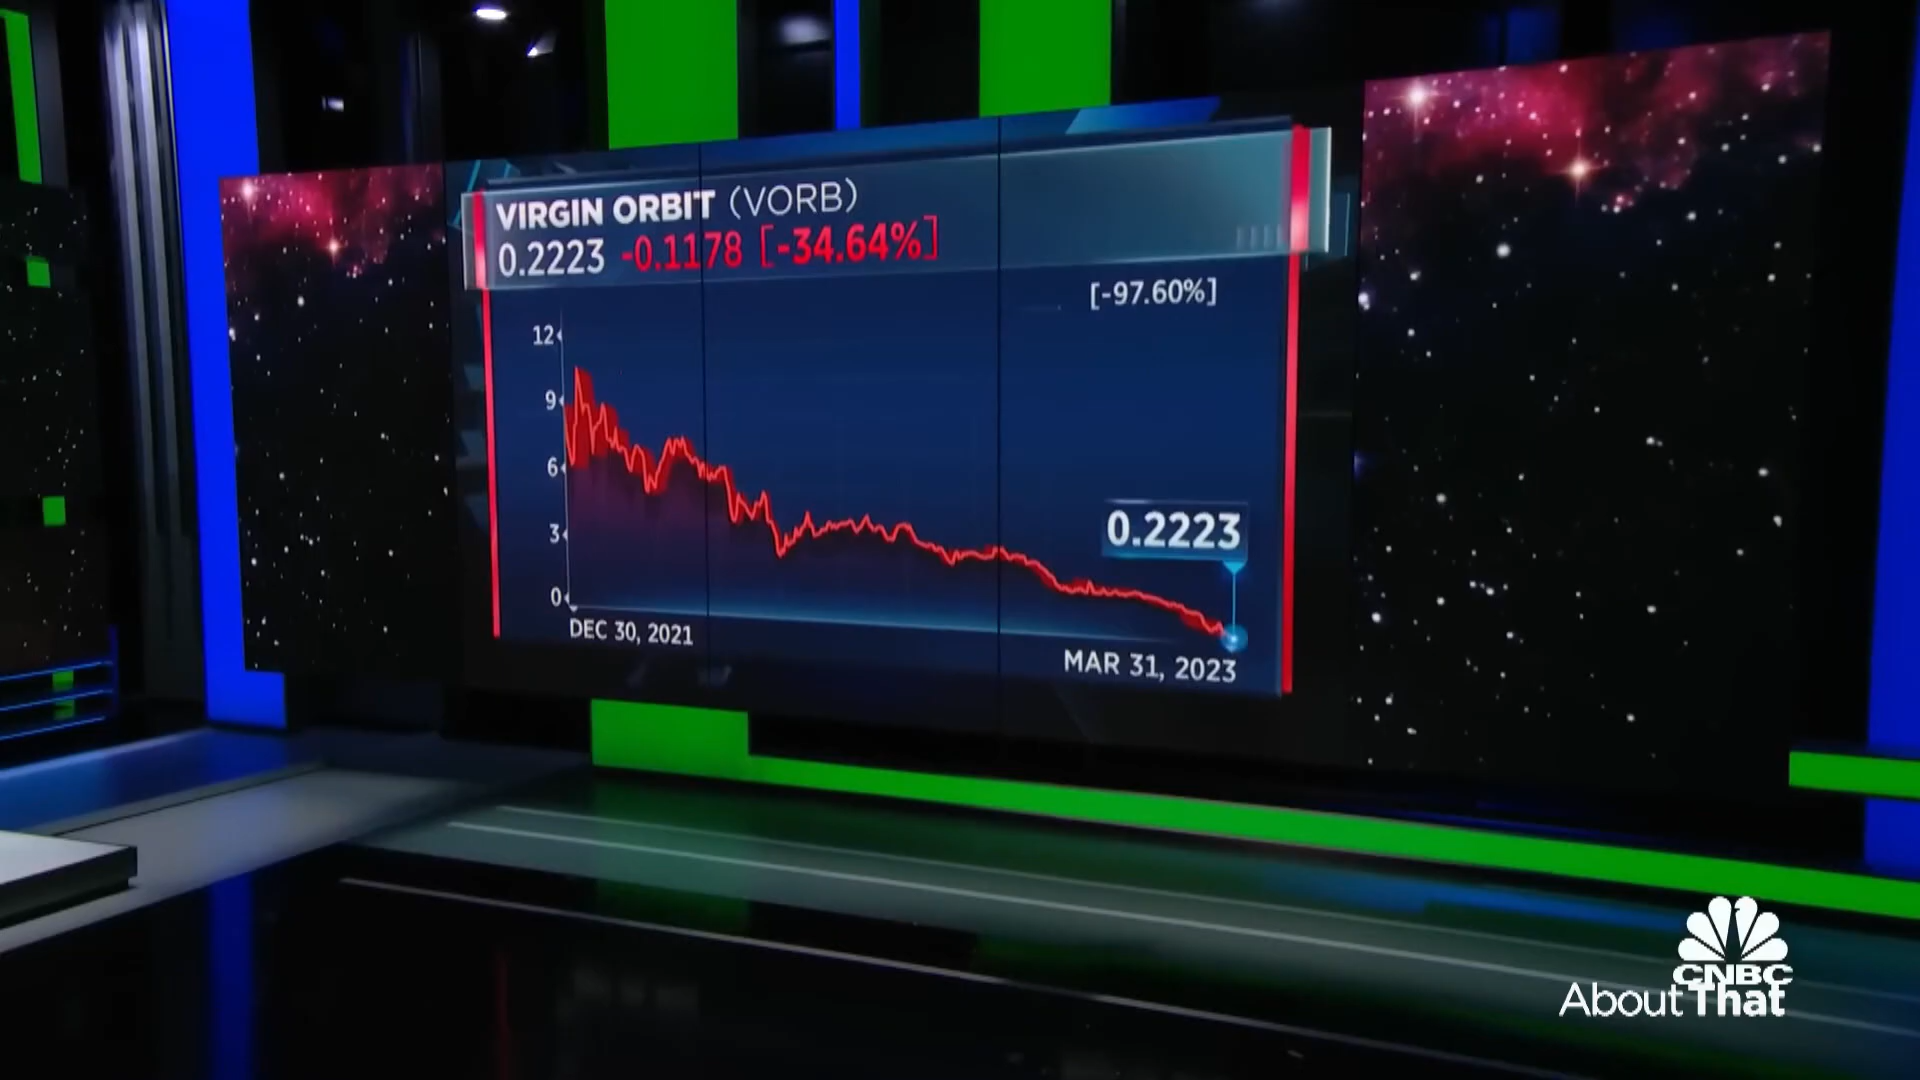 VIRGIN ORBIT (VORB)
0.2223 -0.1178 [-34.64%]
[-97.60%]
12
9
6
3
0
0.2223
DEC 30, 2021
MAR 31, 2023
CNBC
About That